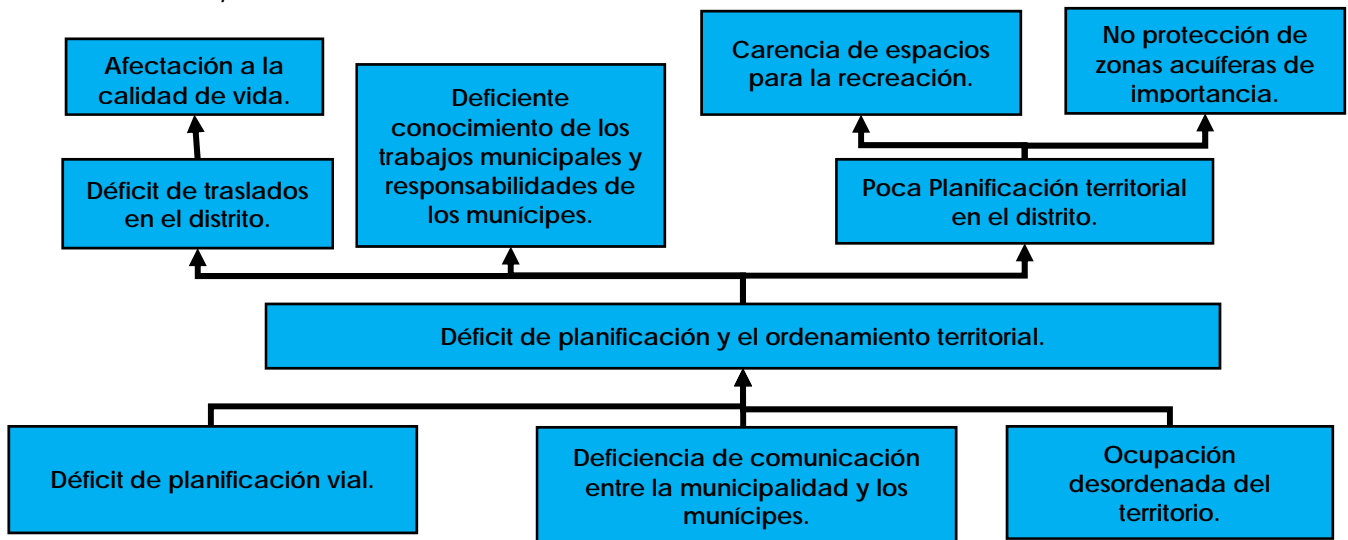 Afectación a la
calidad de vida.
Deficiente
conocimiento de los
trabajos municipales y
responsabilidades de
los munícipes.
Carencia de espacios
para la recreación.
No protección de
zonas acuíferas de
importancia.
Déficit de traslados
en el distrito.
Poca Planificación territorial
en el distrito.
Déficit de planificación y el ordenamiento territorial.
Déficit de planificación vial.
Deficiencia de comunicación
entre la municipalidad y los
munícipes.
Ocupación
desordenada del
territorio.